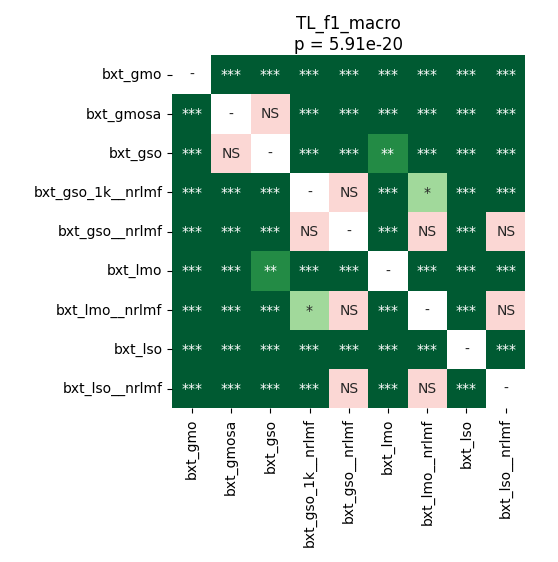 TL_f1_macro
p = 5.91e-20
bxt_gmo - *** *** *** *** *** *** *** ***
bxt_gmosa *** - NS *** *** *** *** *** ***
bxt_gso *** NS - *** *** ** *** *** ***
bxt_gso_1k__nrlmf *** *** *** - NS *** * *** ***
bxt_gso__nrlmf *** *** *** NS - *** NS *** NS
bxt_lmo *** *** ** *** *** - *** *** ***
bxt_lmo__nrlmf *** *** *** * NS *** - *** NS
bxt_lso *** *** *** *** *** *** *** - ***
bxt_lso__nrlmf *** *** *** *** NS *** NS *** -
bxt_gmo
bxt_gmosa
bxt_gso
bxt_gso_1k__nrlmf
bxt_gso__nrlmf
bxt_lmo
bxt_lmo__nrlmf
bxt_lso
bxt_lso__nrlmf